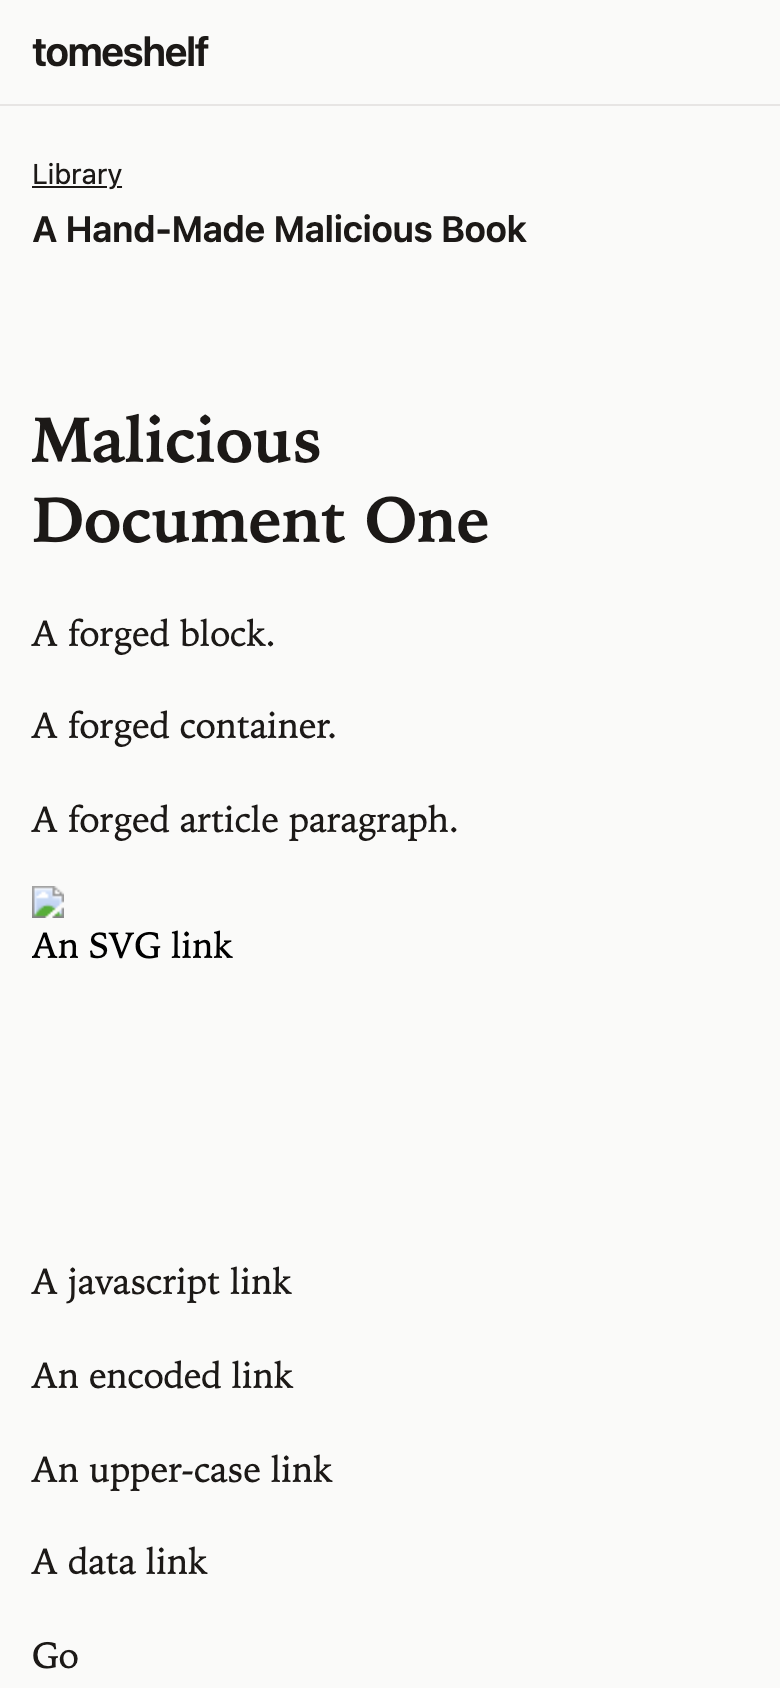 tomeshelf
Library
A Hand-Made Malicious Book
Malicious
Document One
A forged block.
A forged container.
A forged article paragraph.
An SVG link
A javascript link
An encoded link
An upper-case link
A data link
Go